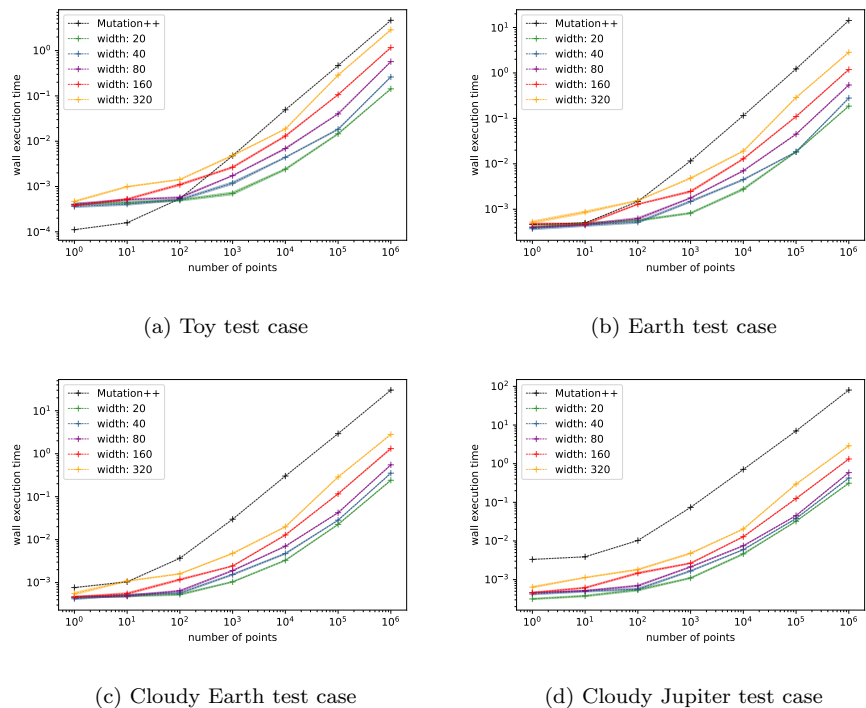 Mutation++
width: 20
width: 40
width: 80
width: 160
width: 320
wall execution time
10^0
10^-1
10^-2
10^-3
10^-4
10^0 10^1 10^2 10^3 10^4 10^5 10^6
number of points
(a) Toy test case
Mutation++
width: 20
width: 40
width: 80
width: 160
width: 320
wall execution time
10^1
10^0
10^-1
10^-2
10^-3
10^0 10^1 10^2 10^3 10^4 10^5 10^6
number of points
(b) Earth test case
Mutation++
width: 20
width: 40
width: 80
width: 160
width: 320
wall execution time
10^1
10^0
10^-1
10^-2
10^-3
10^0 10^1 10^2 10^3 10^4 10^5 10^6
number of points
(c) Cloudy Earth test case
Mutation++
width: 20
width: 40
width: 80
width: 160
width: 320
wall execution time
10^2
10^1
10^0
10^-1
10^-2
10^-3
10^0 10^1 10^2 10^3 10^4 10^5 10^6
number of points
(d) Cloudy Jupiter test case